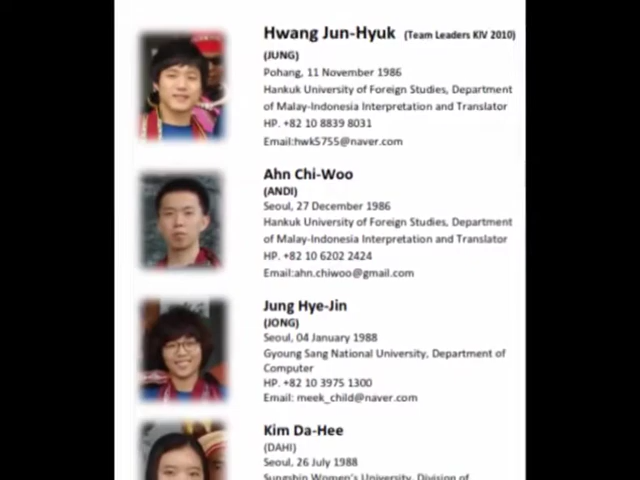 Hwang Jun-Hyuk (Team Leaders KIV 2010)
(JUNG)
Pohang, 11 November 1986
Hankuk University of Foreign Studies, Department
of Malay-Indonesia Interpretation and Translator
HP. +82 10 8839 8031
Email:hwk5755@naver.com
Ahn Chi-Woo
(ANDI)
Seoul, 27 December 1986
Hankuk University of Foreign Studies, Department
of Malay-Indonesia Interpretation and Translator
HP. +82 10 6202 2424
Email:ahn.chiwoo@gmail.com
Jung Hye-Jin
(JONG)
Seoul, 04 January 1988
Gyoung Sang National University, Department of
Computer
HP. +82 10 3975 1300
Email: meek_child@naver.com
Kim Da-Hee
(DAHI)
Seoul, 26 July 1988
Sungshin Women's University, Division of